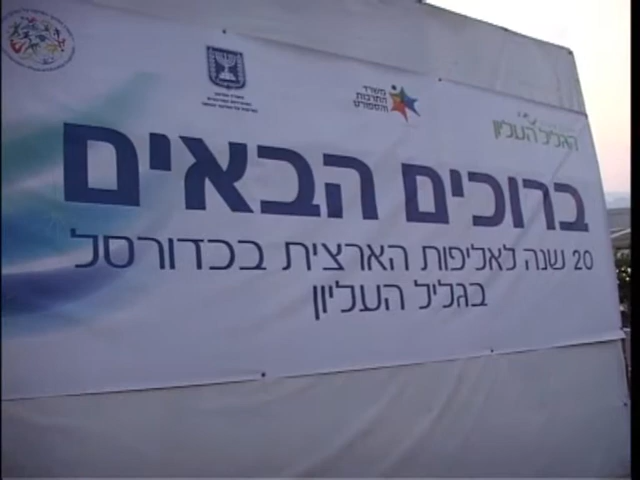 משרד
התרבות
והספורט
הגליל העליון
ברוכים הבאים
20 שנה לאליפות הארצית בכדורסל
בגליל העליון